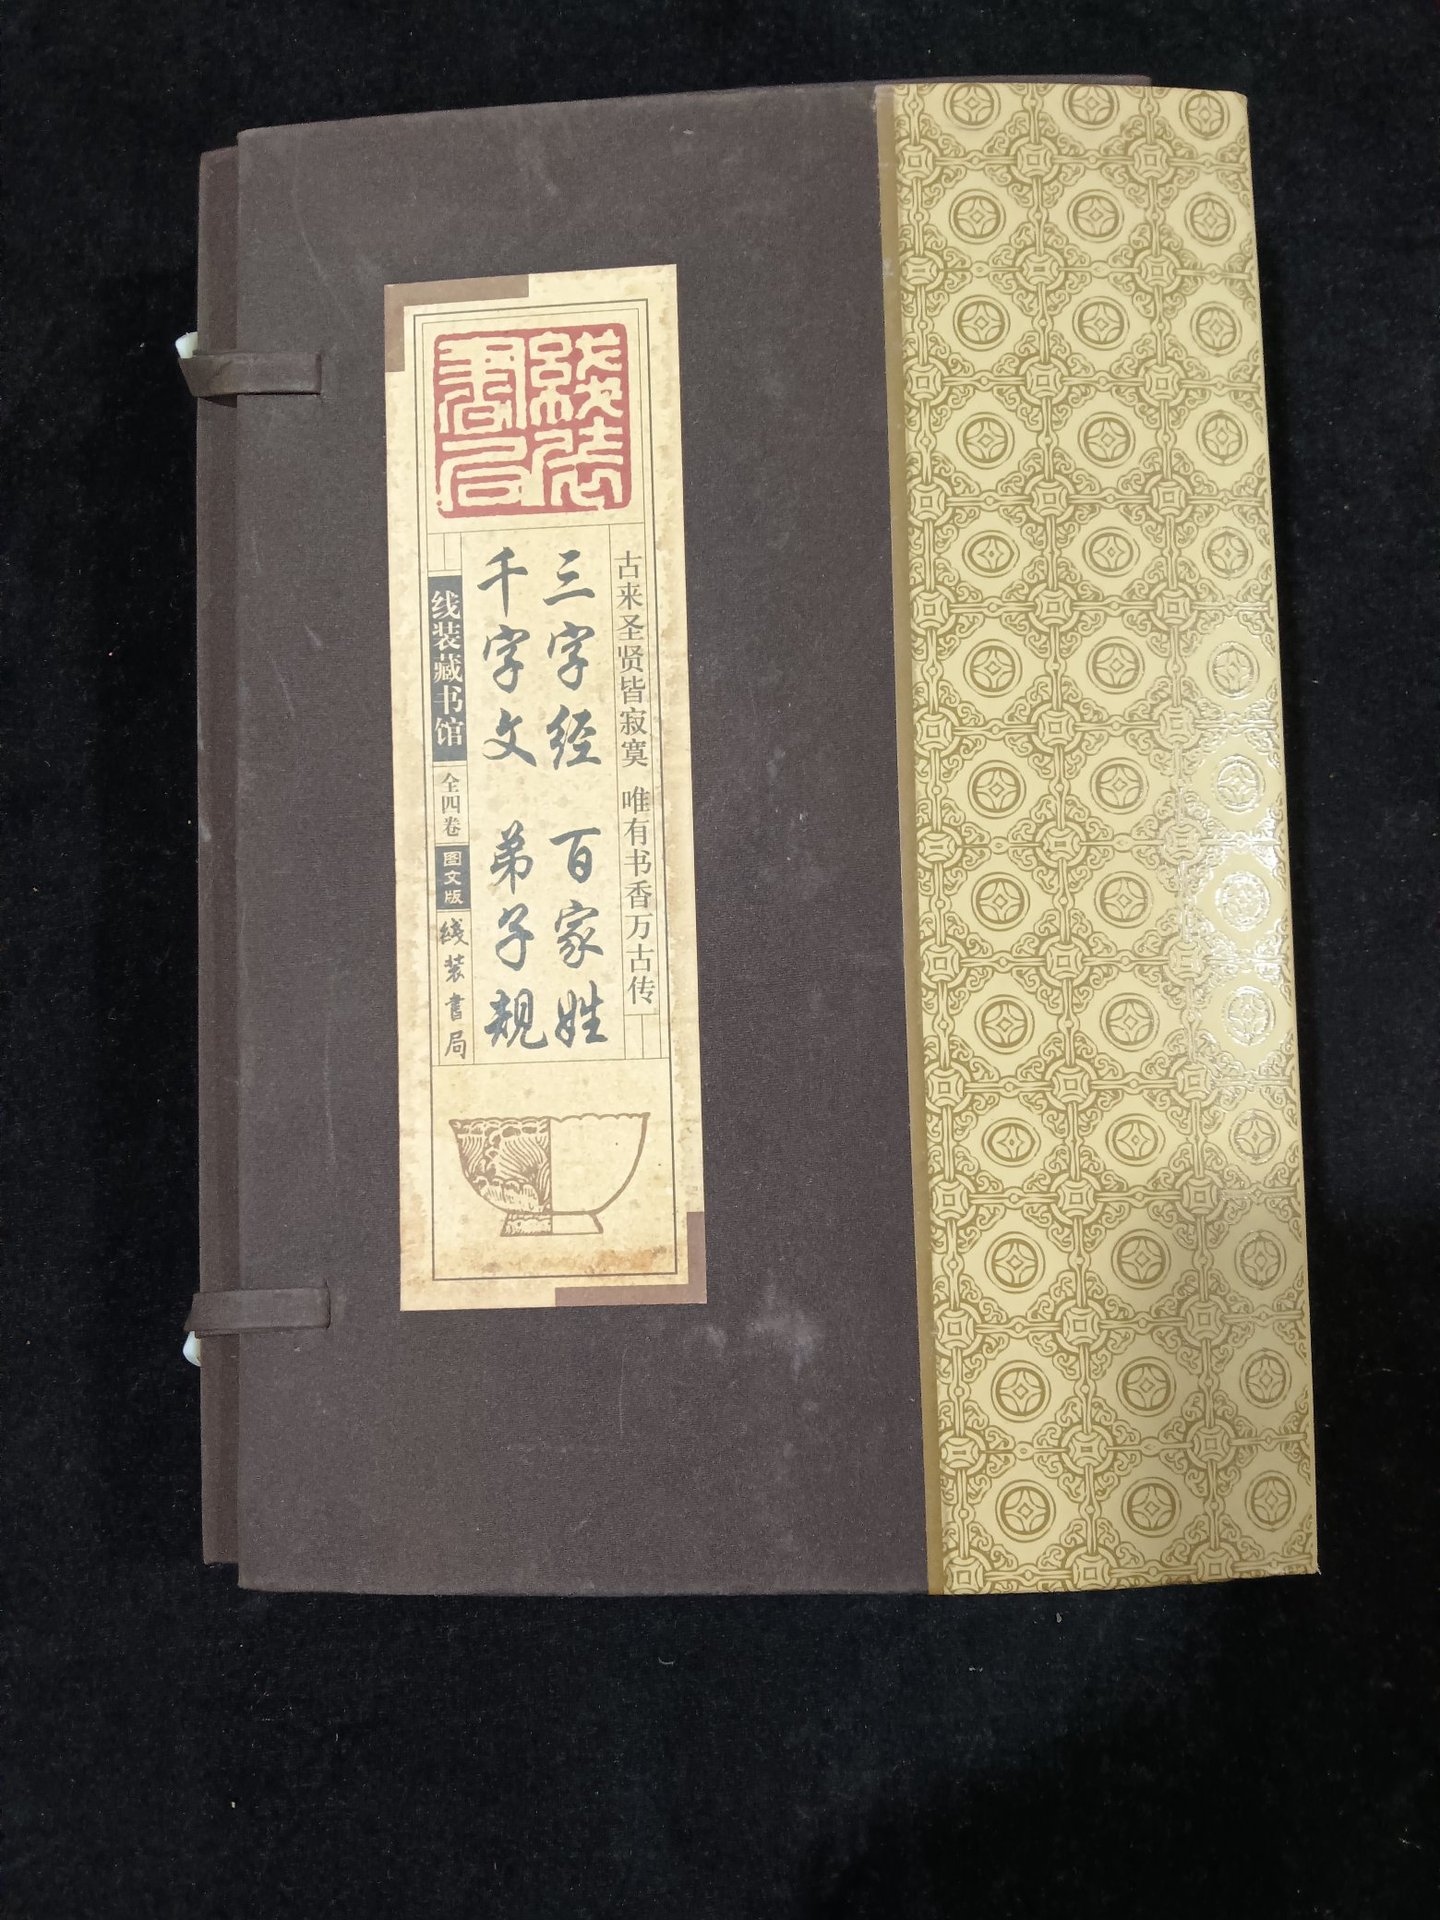 綫裝書局
古来圣贤皆寂寞 唯有书香万古传
三字经 百家姓
千字文 弟子规
线装藏书馆
全四卷
图文版
线装書局